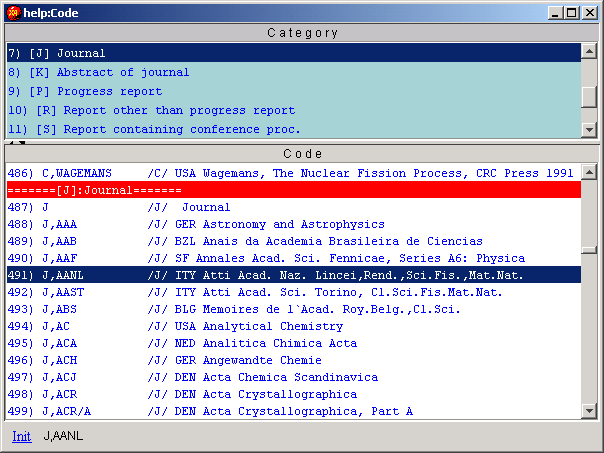 help:Code
Category
7) [J] Journal
8) [K] Abstract of journal
9) [P] Progress report
10) [R] Report other than progress report
11) [S] Report containing conference proc.
Code
486) C,WAGEMANS /C/ USA Wagemans, The Nuclear Fission Process, CRC Press 1991
=======[J]:Journal=======
487) J /J/ Journal
488) J,AAA /J/ GER Astronomy and Astrophysics
489) J,AAB /J/ BZL Anais da Academia Brasileira de Ciencias
490) J,AAF /J/ SF Annales Acad. Sci. Fennicae, Series A6: Physica
491) J,AANL /J/ ITY Atti Acad. Naz. Lincei,Rend.,Sci.Fis.,Mat.Nat.
492) J,AAST /J/ ITY Atti Acad. Sci. Torino, Cl.Sci.Fis.Mat.Nat.
493) J,ABS /J/ BLG Memoires de l`Acad. Roy.Belg.,Cl.Sci.
494) J,AC /J/ USA Analytical Chemistry
495) J,ACA /J/ NED Analitica Chimica Acta
496) J,ACH /J/ GER Angewandte Chemie
497) J,ACJ /J/ DEN Acta Chemica Scandinavica
498) J,ACR /J/ DEN Acta Crystallographica
499) J,ACR/A /J/ DEN Acta Crystallographica, Part A
Init J,AANL